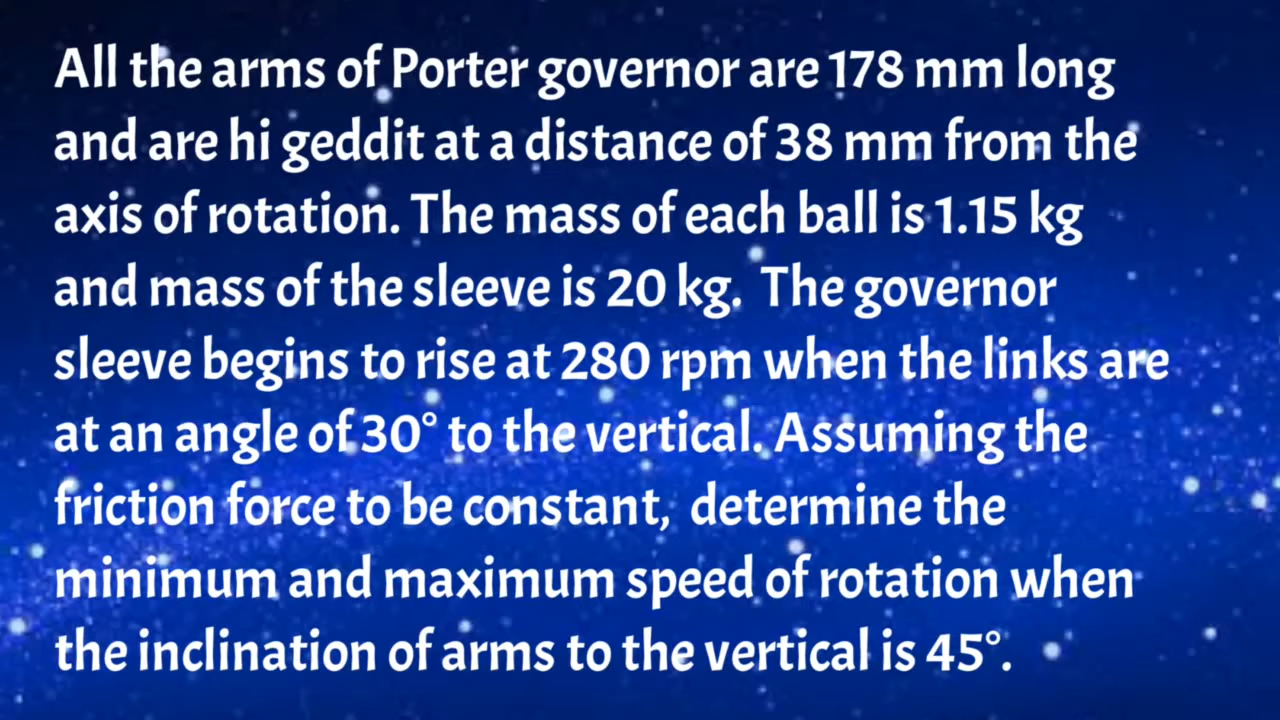 All the arms of Porter governor are 178 mm long
and are hi geddit at a distance of 38 mm from the
axis of rotation. The mass of each ball is 1.15 kg
and mass of the sleeve is 20 kg.  The governor
sleeve begins to rise at 280 rpm when the links are
at an angle of 30° to the vertical. Assuming the
friction force to be constant,  determine the
minimum and maximum speed of rotation when
the inclination of arms to the vertical is 45°.